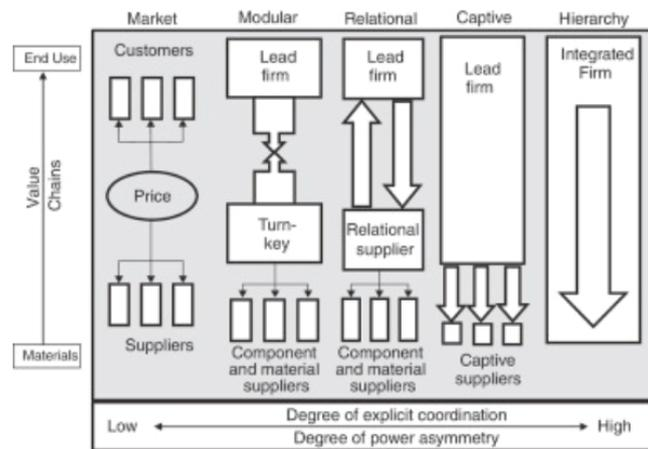 Market
Modular
Relational
Captive
Hierarchy
End Use
Value
Chains
Materials
Customers
Price
Suppliers
Lead
firm
Turn-
key
Component
and material
suppliers
Lead
firm
Relational
supplier
Component
and material
suppliers
Lead
firm
Captive
suppliers
Integrated
Firm
Low
Degree of explicit coordination
Degree of power asymmetry
High